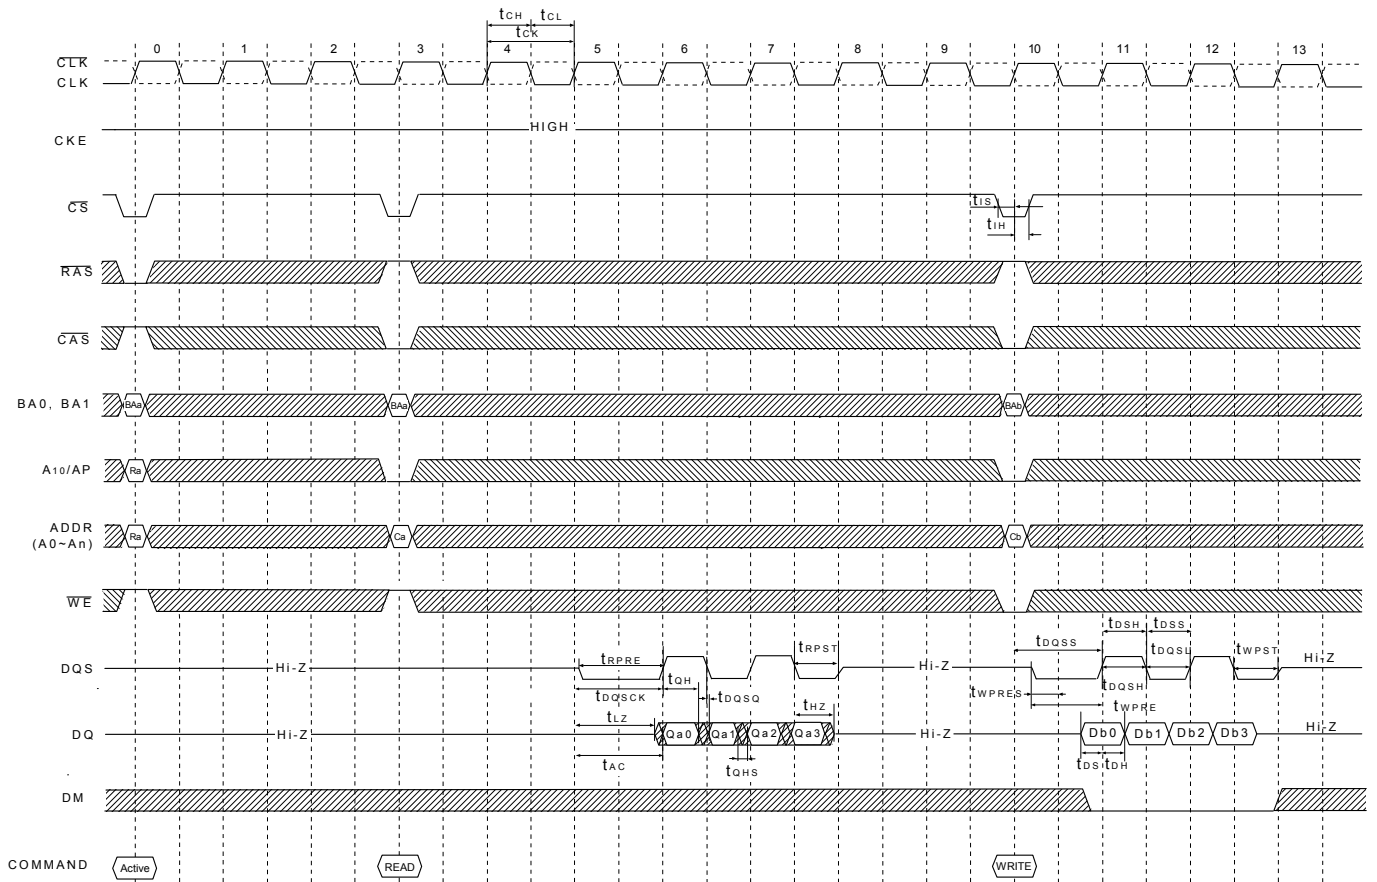 tCH tCL
tCK
0 1 2 3 4 5 6 7 8 9 10 11 12 13
CLK
CLK
HIGH
CKE
CS
tIS
tIH
RAS
CAS
BA0, BA1 BAa BAa BAb
A10/AP Ra
ADDR
(A0~An) Ra Ca Cb
WE
tDSH tDSS
tDQSS tDQSL tWPST
tRPRE tRPST
DQS Hi-Z Hi-Z Hi-Z
tDQSCK tQH tDQSQ tWPRES tDQSH
tWPRE
tLZ tHZ
DQ Hi-Z Qa0 Qa1 Qa2 Qa3 Hi-Z Db0 Db1 Db2 Db3 Hi-Z
tAC tQHS tDS tDH
DM
COMMAND Active READ WRITE